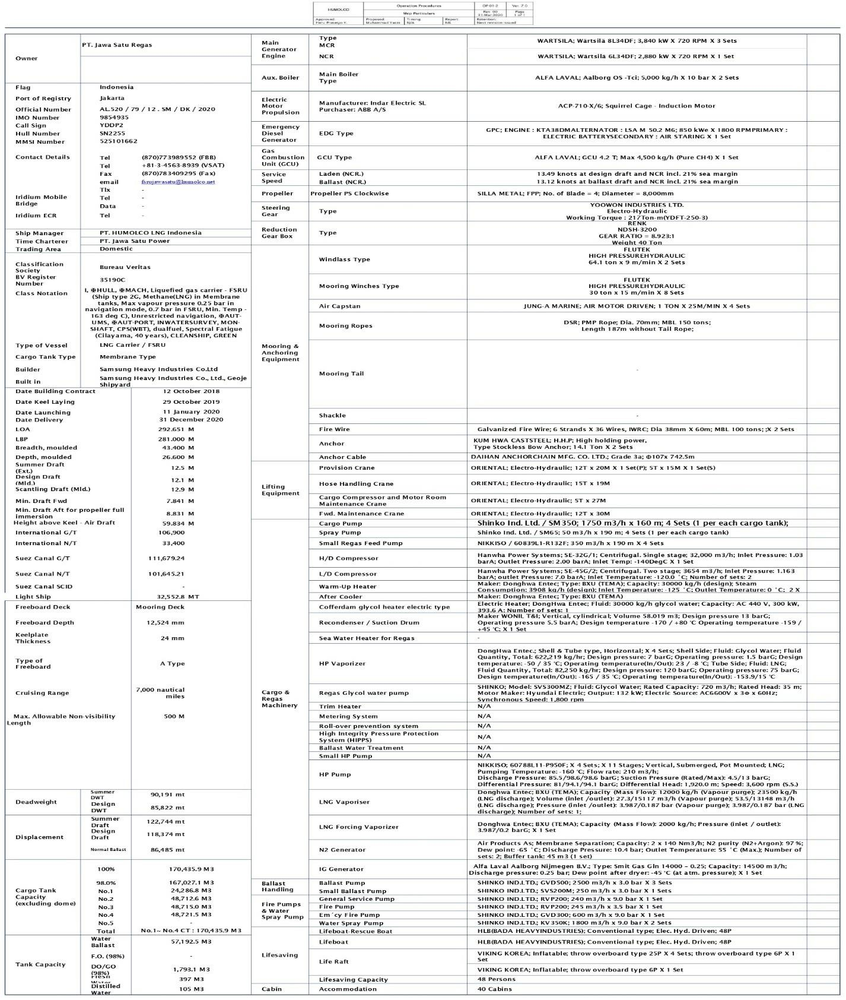 HUMOLCO
Operation Procedures
OP 01-2
Ver. 7.0
Ship Particulars
Rev. 00
31-Mar-2020
Page
1 of 1
Approved:
Heru Prasetyo K.
Proposed:
Muhammad Yasin
Timing:
N/A
Report:
NIL
Retention:
Next revision issued
Owner
PT. Jawa Satu Regas
Flag Indonesia
Port of Registry Jakarta
Official Number AL.520 / 79 / 12 . SM / DK / 2020
IMO Number 9854935
Call Sign YDDP2
Hull Number SN2255
MMSI Number 525101662
Contact Details Tel (870)773989552 (FBB)
Tel +81-3-4563-8939 (VSAT)
Fax (870)783409295 (Fax)
email fsrujawasatu@humolco.net
Tlx -
Iridium Mobile
Bridge
Tel -
Data -
Iridium ECR Tel -
Ship Manager PT. HUMOLCO LNG Indonesia
Time Charterer PT. Jawa Satu Power
Trading Area Domestic
Classification
Society
Bureau Veritas
BV Register
Number
35190C
Class Notation
I, ✠HULL, ✠MACH, Liquefied gas carrier - FSRU
(Ship type 2G, Methane(LNG) in Membrane
tanks, Max vapour pressure 0.25 bar in
navigation mode, 0.7 bar in FSRU, Min. Temp -
163 deg C), Unrestricted navigation, ✠AUT-
UMS, ✠AUT-PORT, INWATERSURVEY, MON-
SHAFT, CPS(WBT), dualfuel, Spectral Fatigue
(Cilayama, 40 years), CLEANSHIP, GREEN
Type of Vessel LNG Carrier / FSRU
Cargo Tank Type Membrane Type
Builder Samsung Heavy Industries Co.Ltd
Built in
Samsung Heavy Industries Co., Ltd., Geoje
Shipyard
Date Building Contract 12 October 2018
Date Keel Laying 29 October 2019
Date Launching 11 January 2020
Date Delivery 31 December 2020
LOA 292.651 M
LBP 281.000 M
Breadth, moulded 43.400 M
Depth, moulded 26.600 M
Summer Draft
(Ext.)
12.5 M
Design Draft
(Mld.)
12.1 M
Scantling Draft (Mld.) 12.9 M
Min. Draft Fwd 7.841 M
Min. Draft Aft for propeller full
immersion
8.831 M
Height above Keel - Air Draft 59.834 M
International G/T 106,900
International N/T 33,400
Suez Canal G/T 111,679.24
Suez Canal N/T 101,645.21
Suez Canal SCID -
Light Ship 32,552.8 MT
Freeboard Deck Mooring Deck
Freeboard Depth 12,524 mm
Keelplate
Thickness
24 mm
Type of
Freeboard
A Type
Cruising Range
7,000 nautical
miles
Max. Allowable Non-visibility
Length
500 M
Deadweight
Summer
DWT
90,191 mt
Design
DWT
85,822 mt
Displacement
Summer
Draft
122,744 mt
Design
Draft
118,374 mt
Normal Ballast 86,485 mt
Cargo Tank
Capacity
(excluding dome)
100% 170,435.9 M3
98.0% 167,027.1 M3
No.1 24,286.8 M3
No.2 48,712.6 M3
No.3 48,715.0 M3
No.4 48,721.5 M3
No.5 -
Total No.1~ No.4 CT : 170,435.9 M3
Tank Capacity
Water
Ballast
57,192.5 M3
F.O. (98%) -
DO/GO
(98%)
1,793.1 M3
Fresh
Water
397 M3
Distilled
Water
105 M3
Main
Generator
Engine
Type
MCR
WARTSILA; Wärtsilä 8L34DF; 3,840 kW X 720 RPM X 3 Sets
NCR WARTSILA; Wärtsilä 6L34DF; 2,880 kW X 720 RPM X 1 Set
Aux. Boiler
Main Boiler
Type
ALFA LAVAL; Aalborg OS -Tci; 5,000 kg/h X 10 bar X 2 Sets
Electric
Motor
Propulsion
Manufacturer: Indar Electric SL
Purchaser: ABB A/S
ACP-710-X/6; Squirrel Cage - Induction Motor
Emergency
Diesel
Generator
EDG Type
GPC; ENGINE : KTA38DMALTERNATOR : LSA M 50.2 M6; 850 kWe X 1800 RPMPRIMARY :
ELECTRIC BATTERYSECONDARY : AIR STARING X 1 Set
Gas
Combustion
Unit (GCU)
GCU Type ALFA LAVAL; GCU 4.2 T; Max 4,500 kg/h (Pure CH4) X 1 Set
Service
Speed
Laden (NCR.) 13.49 knots at design draft and NCR incl. 21% sea margin
Ballast (NCR.) 13.12 knots at ballast draft and NCR incl. 21% sea margin
Propeller Propeller PS Clockwise SILLA METAL; FPP; No. of Blade = 4; Diameter = 8,000mm
Steering
Gear
Type
YOOWON INDUSTRIES LTD.
Electro-Hydraulic
Working Torque : 217Ton-m(YDFT-250-3)
Reduction
Gear Box
Type
RENK
NDSH-3200
GEAR RATIO = 8.923:1
Weight 40 Ton
Mooring &
Anchoring
Equipment
Windlass Type
FLUTEK
HIGH PRESSUREHYDRAULIC
64.1 ton x 9 m/min X 2 Sets
Mooring Winches Type
FLUTEK
HIGH PRESSUREHYDRAULIC
30 ton x 15 m/min X 8 Sets
Air Capstan JUNG-A MARINE; AIR MOTOR DRIVEN; 1 TON X 25M/MIN X 4 Sets
Mooring Ropes
DSR; PMP Rope; Dia. 70mm; MBL 150 tons;
Length 187m without Tail Rope;
Mooring Tail -
Shackle -
Fire Wire Galvanized Fire Wire; 6 Strands X 36 Wires, IWRC; Dia 38mm X 60m; MBL 100 tons; ;X 2 Sets
Anchor
KUM HWA CASTSTEEL; H.H.P; High holding power,
Type Stockless Bow Anchor; 14.1 Ton X 2 Sets
Anchor Cable DAIHAN ANCHORCHAIN MFG. CO. LTD.; Grade 3a; Φ107x 742.5m
Lifting
Equipment
Provision Crane ORIENTAL; Electro-Hydraulic; 12T x 20M X 1 Set(P); 5T x 15M X 1 Set(S)
Hose Handling Crane ORIENTAL; Electro-Hydraulic; 15T x 19M
Cargo Compressor and Motor Room
Maintenance Crane
ORIENTAL; Electro-Hydraulic; 5T x 27M
Fwd. Maintenance Crane ORIENTAL; Electro-Hydraulic; 12T x 30M
Cargo &
Regas
Machinery
Cargo Pump Shinko Ind. Ltd. / SM350; 1750 m3/h x 160 m; 4 Sets (1 per each cargo tank);
Spray Pump Shinko Ind. Ltd. / SM65; 50 m3/h x 190 m; 4 Sets (1 per each cargo tank)
Small Regas Feed Pump NIKKISO / 60839L1-R132F; 350 m3/h x 190 m X 4 Sets
H/D Compressor
Hanwha Power Systems; SE-32G/1; Centrifugal. Single stage; 32,000 m3/h; Inlet Pressure: 1.03
barA; Outlet Pressure: 2.00 barA; Inlet Temp: -140DegC X 1 Set
L/D Compressor
Hanwha Power Systems; SE-45G/2; Centrifugal. Two stage; 3654 m3/h; Inlet Pressure: 1.163
barA; outlet Pressure: 7.0 barA; Inlet Temperature: -120.0 ˚C; Number of sets: 2
Warm-Up Heater
Maker: Donghwa Entec; Type: BXU (TEMA); Capacity: 30000 kg/h (design); Steam
Consumption: 3908 kg/h (design); Inlet Temperature: -125 ˚C; Outlet Temperature: 0 ˚C; 2 X
After Cooler Maker: Donghwa Entec; Type: BXU (TEMA)
Cofferdam glycol heater electric type
Electric Heater; DongHwa Entec; Fluid: 30000 kg/h glycol water; Capacity: AC 440 V, 300 kW,
393.6 A; Number of sets: 1
Recondenser / Suction Drum
Maker WONIL T&I; Vertical, cylindrical; Volume 58.019 m3; Design pressure 13 barG;
Operating pressure 5.5 barA; Design temperature -170 / +80 ˚C Operating temperature -159 /
+45 ˚C; X 1 Set
Sea Water Heater for Regas -
HP Vaporizer
DongHwa Entec.; Shell & Tube type, Horizontal; X 4 Sets; Shell Side; Fluid: Glycol Water; Fluid
Quantity, Total: 622,219 kg/hr; Design pressure: 7 barG; Operating pressure: 1.5 barG; Design
temperature: -50 / 35 ˚C; Operating temperature(In/Out): 23 / -8 ˚C; Tube Side; Fluid: LNG;
Fluid Quantity, Total: 82,250 kg/hr; Design pressure: 120 barG; Operating pressure: 75 barG;
Design temperature(In/Out): -165 / 35 ˚C; Operating temperature(In/Out): -153.9/15 ˚C
Regas Glycol water pump
SHINKO; Model: SVS300MZ; Fluid: Glycol Water; Rated Capacity: 720 m3/h; Rated Head: 35 m;
Motor Maker: Hyundai Electric; Output: 132 kW; Electric Source: AC6600V x 3Φ x 60Hz;
Synchronous Speed: 1,800 rpm
Trim Heater N/A
Metering System N/A
Roll-over prevention system N/A
High Integrity Pressure Protection
System (HIPPS)
N/A
Ballast Water Treatment N/A
Small HP Pump N/A
HP Pump
NIKKISO; 60788L11-P950F; X 4 Sets; X 11 Stages; Vertical, Submerged, Pot Mounted; LNG;
Pumping Temperature: -160 ˚C; Flow rate: 210 m3/h;
Discharge Pressure: 85.5/98.6/98.6 barG; Suction Pressure (Rated/Max): 4.5/13 barG;
Differential Pressure: 81/94.1/94.1 barG; Differential Head: 1,920.0 m; Speed: 3,600 rpm (S.S.)
LNG Vaporiser
Donghwa Entec; BXU (TEMA); Capacity (Mass Flow): 12000 kg/h (Vapour purge); 23500 kg/h
(LNG discharge); Volume (inlet /outlet): 27.3/15117 m3/h (Vapour purge); 53.5/13148 m3/h
(LNG discharge); Pressure (inlet /outlet): 3.987/0.187 bar (Vapour purge); 3.987/0.187 bar (LNG
discharge); Number of sets: 1;
LNG Forcing Vaporizer
Donghwa Entec; BXU (TEMA); Capacity (Mass Flow): 2000 kg/h; Pressure (inlet / outlet):
3.987/0.2 barG; X 1 Set
N2 Generator
Air Products As; Membrane Separation; Capacity: 2 x 140 Nm3/h; N2 purity (N2+Argon): 97 %;
Dew point: -65 ˚C; Discharge Pressure: 10.4 bar; Outlet Temperature: 55 ˚C (Max.); Number of
sets: 2; Buffer tank: 45 m3 (1 set)
IG Generator
Alfa Laval Aalborg Nijmegen B.V.; Type: Smit Gas Gln 14000 – 0.25; Capacity: 14500 m3/h;
Discharge pressure: 0.25 bar; Dew point after dryer: -45 ˚C (at atm. pressure); X 1 Set
Ballast
Handling
Ballast Pump SHINKO IND.LTD.; GVD500; 2500 m3/h x 3.0 bar X 3 Sets
Small Ballast Pump SHINKO IND.LTD.; SVS200M; 250 m3/h x 3.0 bar X 1 Sets
Fire Pumps
& Water
Spray Pump
General Service Pump SHINKO IND.LTD.; RVP200; 240 m3/h x 9.0 bar X 1 Set
Fire Pump SHINKO IND.LTD.; RVP200; 245 m3/h x 3.5 bar X 1 Set
Em´cy Fire Pump SHINKO IND.LTD.; GVD300; 600 m3/h x 9.0 bar X 1 Set
Water Spray Pump SHINKO IND.LTD.; KV350K; 1800 m3/h x 9.0 bar X 2 Sets
Lifesaving
Lifeboat-Rescue Boat HLB(BADA HEAVYINDUSTRIES); Conventional type; Elec. Hyd. Driven; 48P
Lifeboat HLB(BADA HEAVYINDUSTRIES); Conventional type; Elec. Hyd. Driven; 48P
Life Raft
VIKING KOREA; Inflatable; throw overboard type 25P X 4 Sets; throw overboard type 6P X 1
Set
VIKING KOREA; Inflatable; throw overboard type 6P X 1 Set
Lifesaving Capacity 48 Persons
Cabin Accommodation 40 Cabins